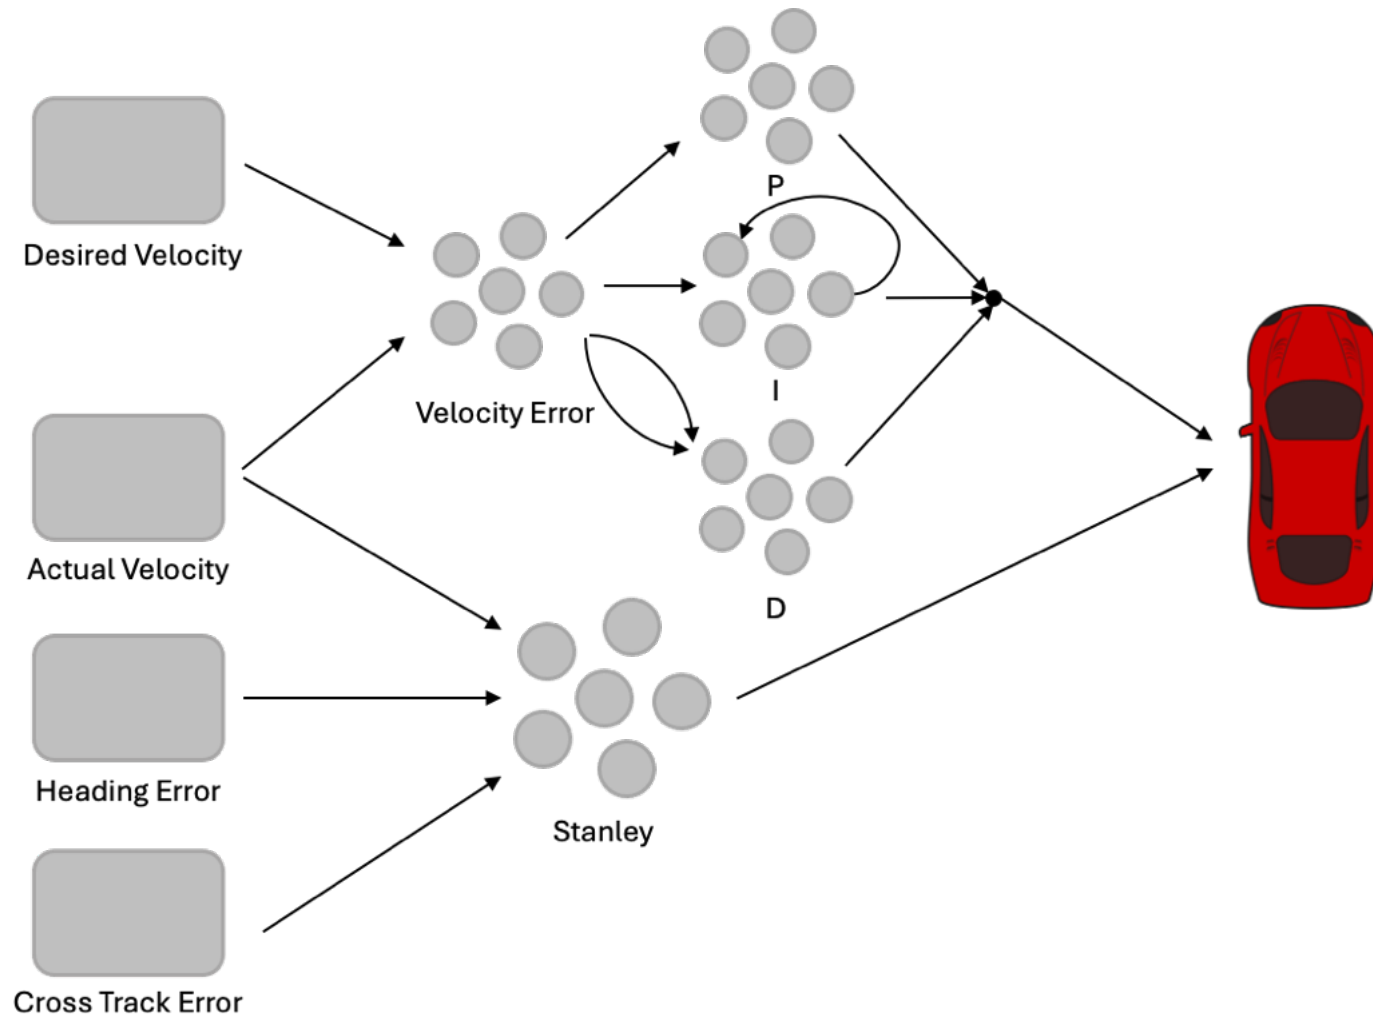 P
Desired Velocity
I
Velocity Error
Actual Velocity
D
Heading Error
Stanley
Cross Track Error